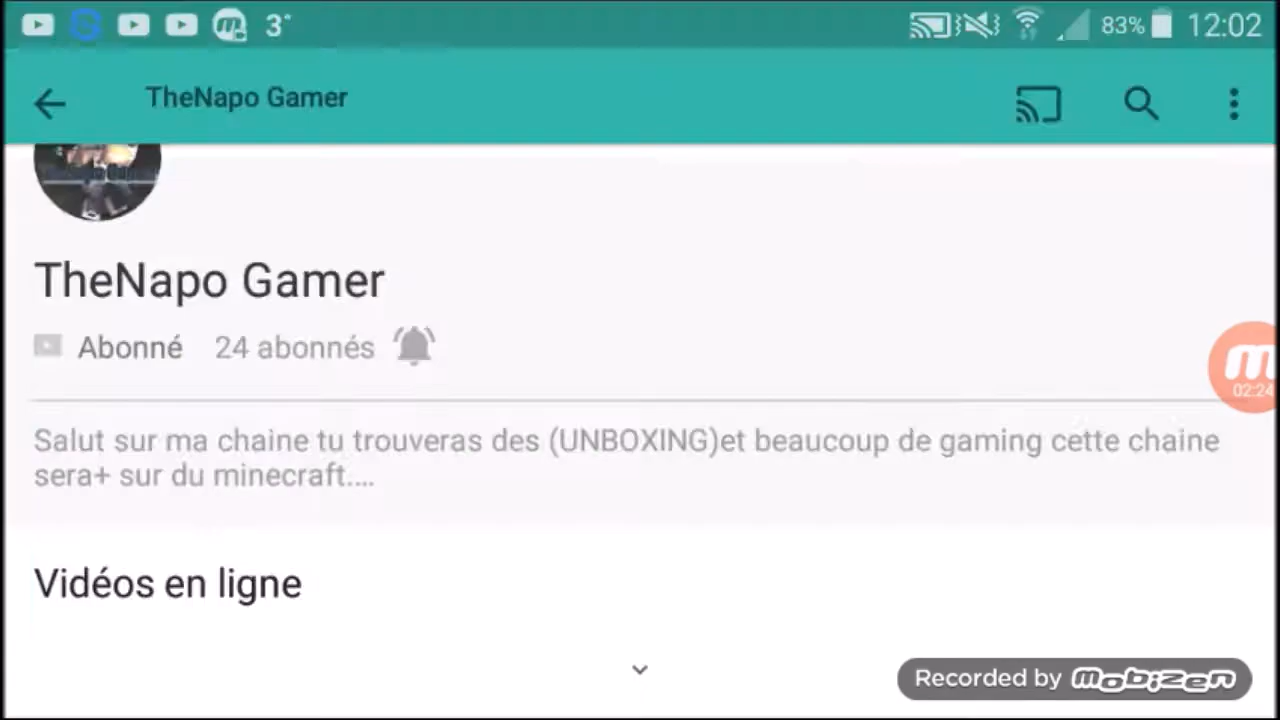 3°
83%
12:02
TheNapo Gamer
TheNapo Gamer
Abonné 24 abonnés
02:24
Salut sur ma chaine tu trouveras des (UNBOXING)et beaucoup de gaming cette chaine
sera+ sur du minecraft....
Vidéos en ligne
Recorded by mobizen